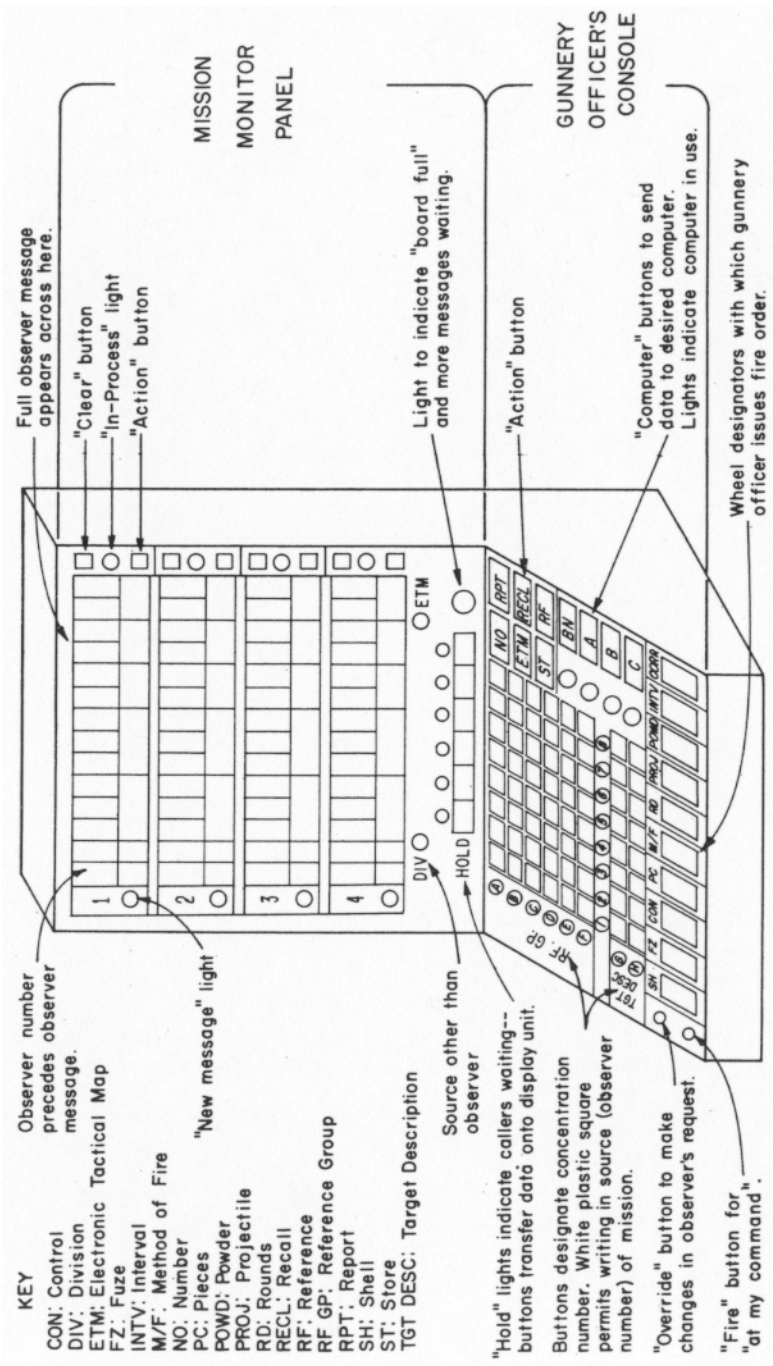 KEY
CON: Control
DIV: Division
ETM: Electronic Tactical Map
FZ: Fuze
INTV: Interval
M/F: Method of Fire
NO: Number
PC: Pieces
POWD: Powder
PROJ: Projectile
RD: Rounds
RECL: Recall
RF: Reference
RF GP: Reference Group
RPT: Report
SH: Shell
ST: Store
TGT DESC: Target Description
Observer number
precedes observer
message.
"New message" light
Source other than
observer
"Hold" lights indicate callers waiting--
buttons transfer data onto display unit.
Buttons designate concentration
number. White plastic square
permits writing in source (observer
number) of mission.
"Override" button to make
changes in observer's request.
"Fire" button for
"at my command".
1
2
3
4
DIV
ETM
HOLD
A
B
C
D
E
F
RF. GP.
NO
RPT
ETM
RECL
ST
RF
BN
A
B
C
1 2 3 4 5 6 7 8
TGT
DESC
G
H
SH FZ CON PC M/F RD PROJ POWD INTV CORR
Full observer message
appears across here.
"Clear" button
"In-Process" light
"Action" button
Light to indicate "board full"
and more messages waiting.
"Action" button
"Computer" buttons to send
data to desired computer.
Lights indicate computer in use.
Wheel designators with which gunnery
officer issues fire order.
MISSION
MONITOR
PANEL
GUNNERY
OFFICER'S
CONSOLE